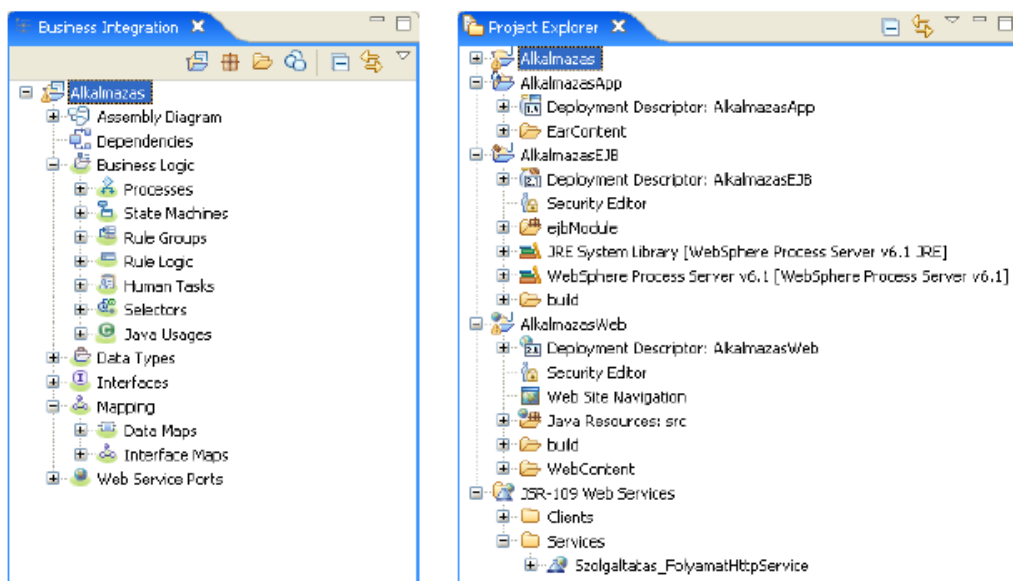 Business Integration
Alkalmazas
Assembly Diagram
Dependencies
Business Logic
Processes
State Machines
Rule Groups
Rule Logic
Human Tasks
Selectors
Java Usages
Data Types
Interfaces
Mapping
Data Maps
Interface Maps
Web Service Ports
Project Explorer
Alkalmazas
AlkalmazasApp
Deployment Descriptor: AlkalmazasApp
EarContent
AlkalmazasEJB
Deployment Descriptor: AlkalmazasEJB
Security Editor
ejbModule
JRE System Library [WebSphere Process Server v6.1 JRE]
WebSphere Process Server v6.1 [WebSphere Process Server v6.1]
build
AlkalmazasWeb
Deployment Descriptor: AlkalmazasWeb
Security Editor
Web Site Navigation
Java Resources: src
build
WebContent
JSR-109 Web Services
Clients
Services
Szolgaltatas_FolyamatHttpService